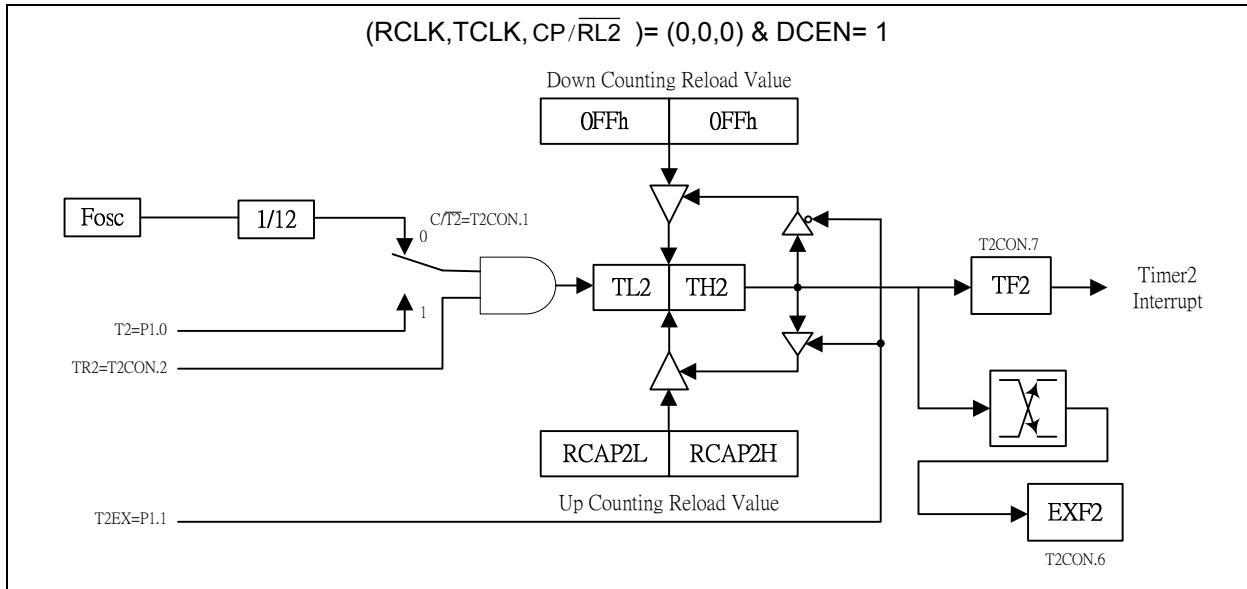 (RCLK,TCLK, CP/R̅L̅2̅ )= (0,0,0) & DCEN= 1
Down Counting Reload Value
0FFh 0FFh
Fosc
1/12
C/T̅2̅=T2CON.1
0
1
T2=P1.0
TR2=T2CON.2
TL2 TH2
T2CON.7
TF2
Timer2
Interrupt
RCAP2L RCAP2H
Up Counting Reload Value
T2EX=P1.1
EXF2
T2CON.6